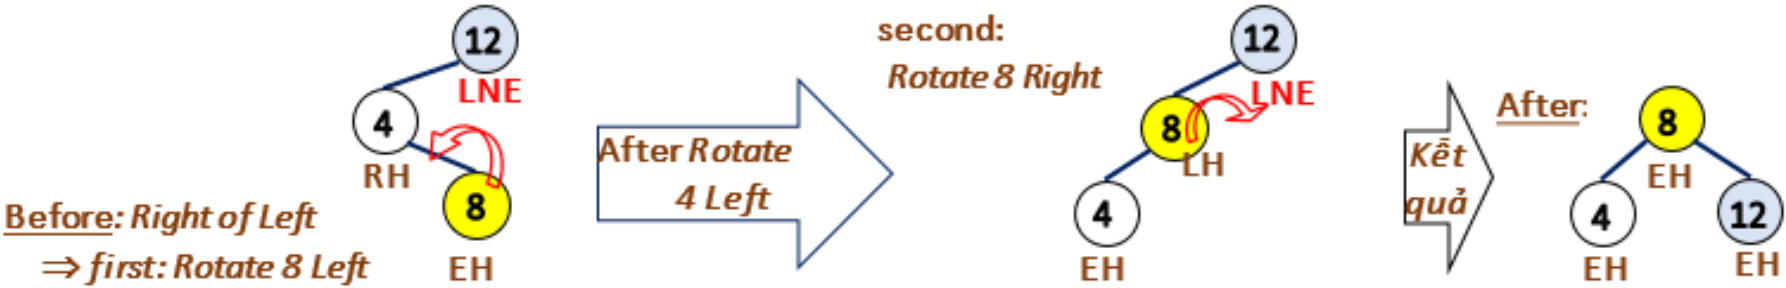 12
LNE
4
RH
8
EH
Before: Right of Left
⇒ first: Rotate 8 Left
After Rotate
4 Left
second:
Rotate 8 Right
12
LNE
8
LH
4
EH
Kết
quả
After:
8
EH
4
EH
12
EH